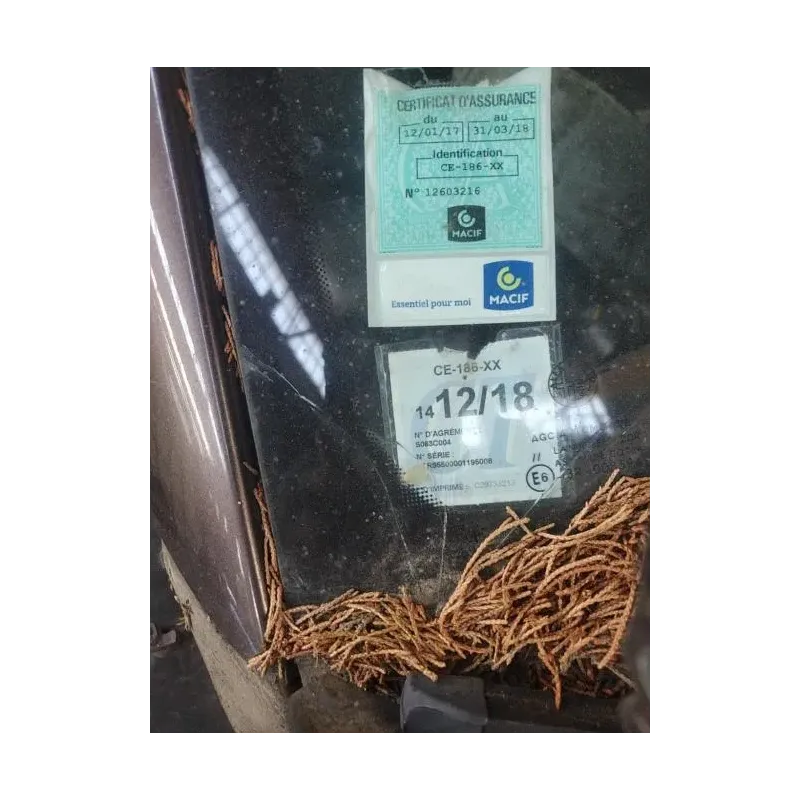 CERTIFICAT D'ASSURANCE
du au
12/01/17 31/03/18
Identification
CE-186-XX
N° 12603216
MACIF
Essentiel pour moi MACIF
CE-186-XX
14 12/18
N° D'AGRÉMENT
S063C004
N° SÉRIE :
E6